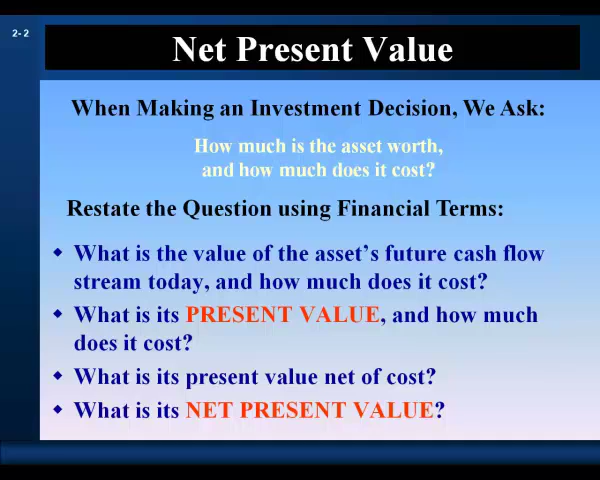 2- 2
Net Present Value
When Making an Investment Decision, We Ask:
How much is the asset worth,
and how much does it cost?
Restate the Question using Financial Terms:
What is the value of the asset's future cash flow
stream today, and how much does it cost?
What is its PRESENT VALUE, and how much
does it cost?
What is its present value net of cost?
What is its NET PRESENT VALUE?